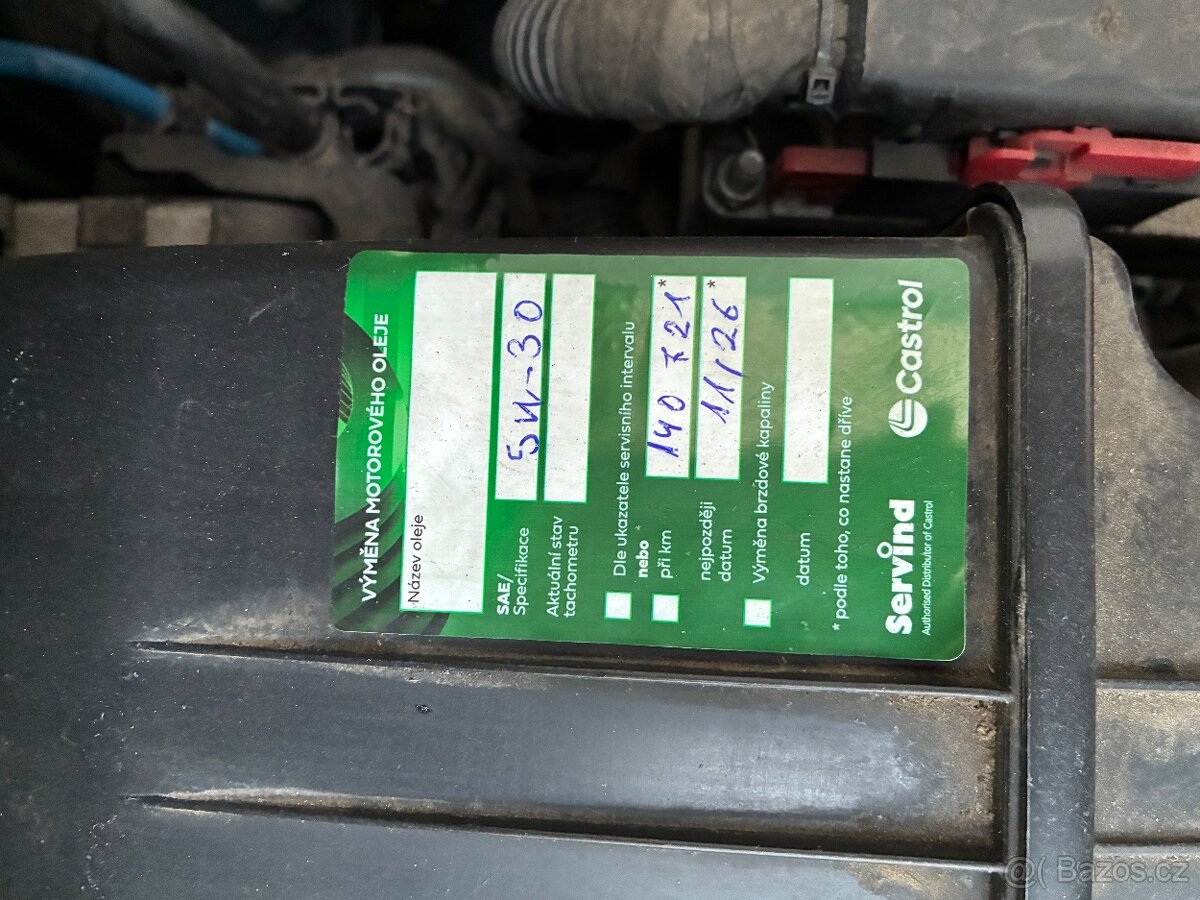 VÝMĚNA MOTOROVÉHO OLEJE
Název oleje
SAE/
Specifikace
5W-30
Aktuální stav
tachometru
Dle ukazatele servisního intervalu
nebo
při km
140 721*
nejpozději
datum
11/26*
Výměna brzdové kapaliny
datum
* podle toho, co nastane dříve
Servind
Authorised Distributor of Castrol
Castrol
@( Bazoš.cz